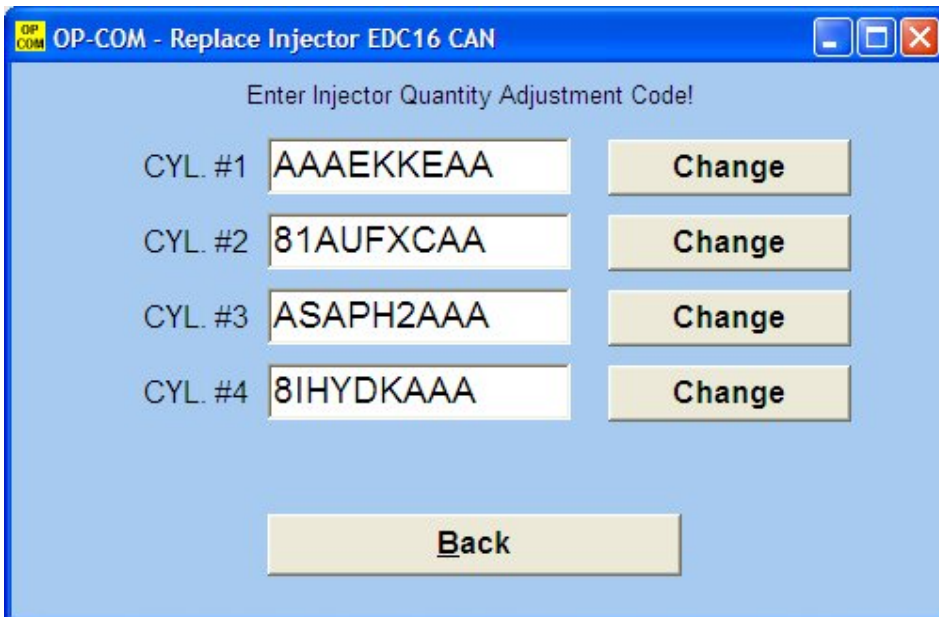 OP COM OP-COM - Replace Injector EDC16 CAN
Enter Injector Quantity Adjustment Code!
CYL. #1 AAAEKKEAA Change
CYL. #2 81AUFXCAA Change
CYL. #3 ASAPH2AAA Change
CYL. #4 8IHYDKAAA Change
Back